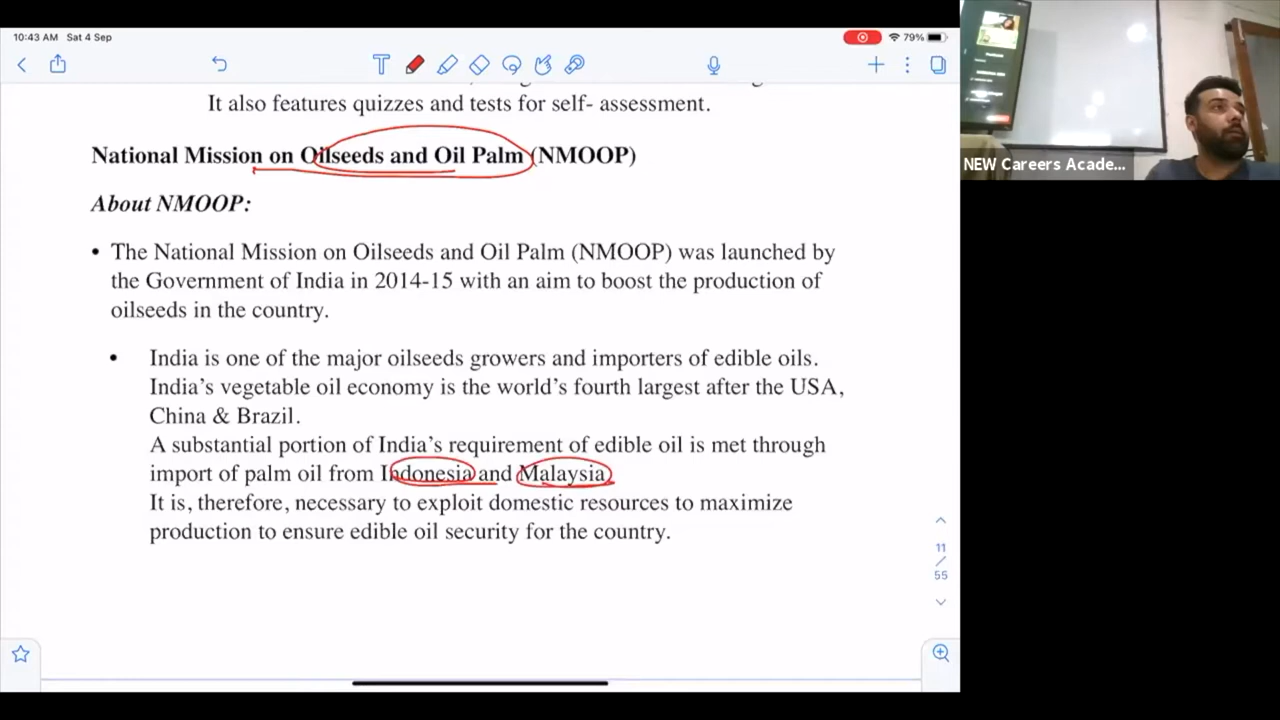 10:43 AM Sat 4 Sep
79%
It also features quizzes and tests for self- assessment.
National Mission on Oilseeds and Oil Palm (NMOOP)
About NMOOP:
• The National Mission on Oilseeds and Oil Palm (NMOOP) was launched by
the Government of India in 2014-15 with an aim to boost the production of
oilseeds in the country.
• India is one of the major oilseeds growers and importers of edible oils.
India’s vegetable oil economy is the world’s fourth largest after the USA,
China & Brazil.
A substantial portion of India’s requirement of edible oil is met through
import of palm oil from Indonesia and Malaysia
It is, therefore, necessary to exploit domestic resources to maximize
production to ensure edible oil security for the country.
11
/
55
NEW Careers Acade...